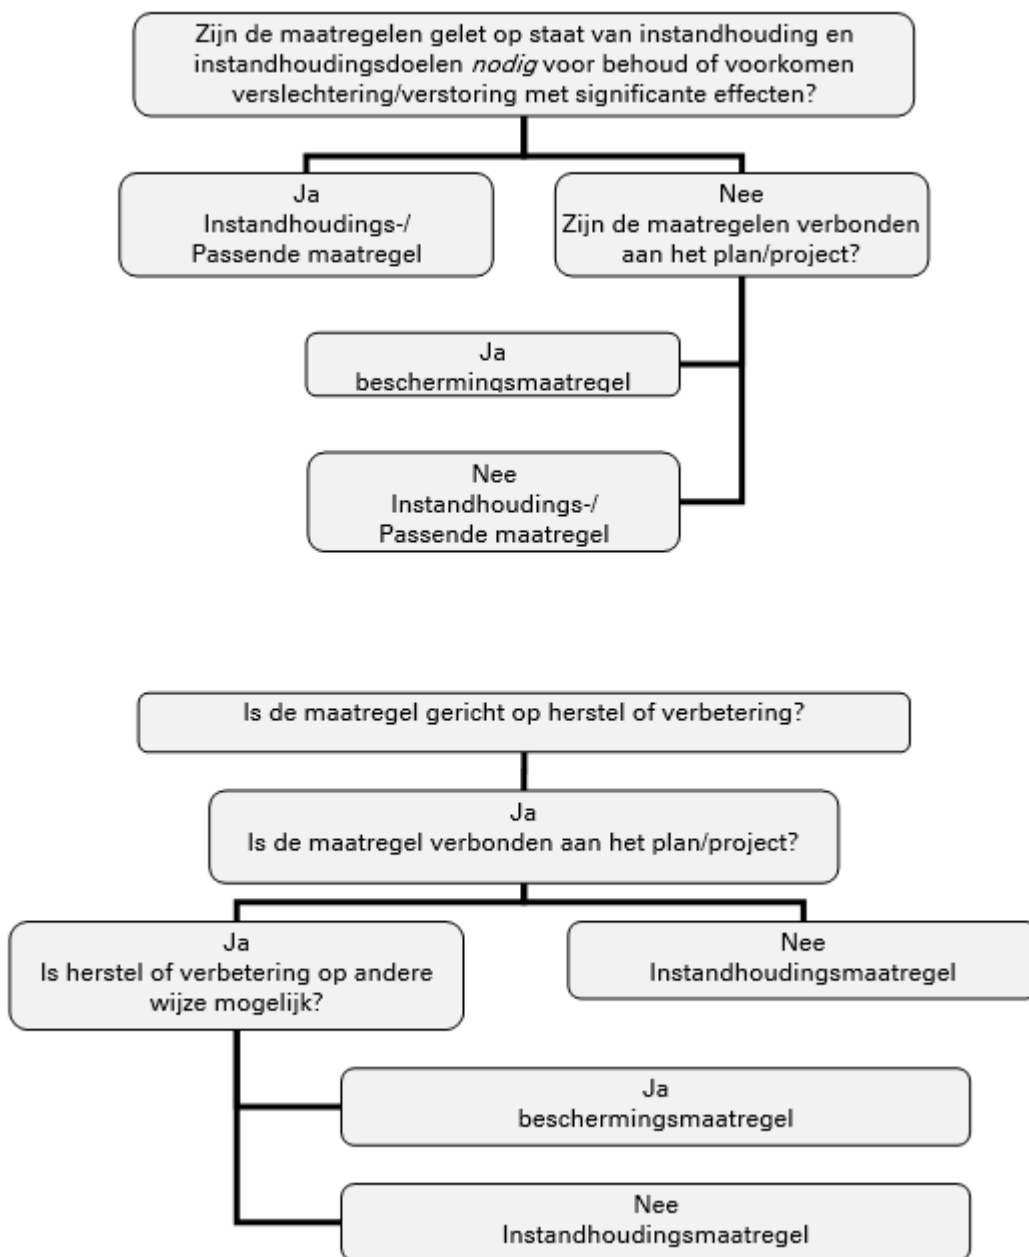 Zijn de maatregelen gelet op staat van instandhouding en
instandhoudingsdoelen nodig voor behoud of voorkomen
verslechtering/verstoring met significante effecten?
Ja
Instandhoudings-/
Passende maatregel
Nee
Zijn de maatregelen verbonden
aan het plan/project?
Ja
beschermingsmaatregel
Nee
Instandhoudings-/
Passende maatregel
Is de maatregel gericht op herstel of verbetering?
Ja
Is de maatregel verbonden aan het plan/project?
Ja
Is herstel of verbetering op andere
wijze mogelijk?
Nee
Instandhoudingsmaatregel
Ja
beschermingsmaatregel
Nee
Instandhoudingsmaatregel